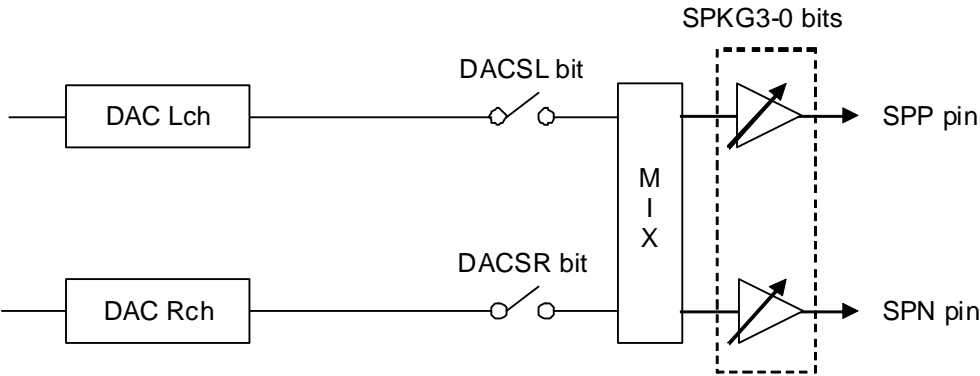 SPKG3-0 bits
DACSL bit
DAC Lch
SPP pin
M
I
X
DACSR bit
DAC Rch
SPN pin